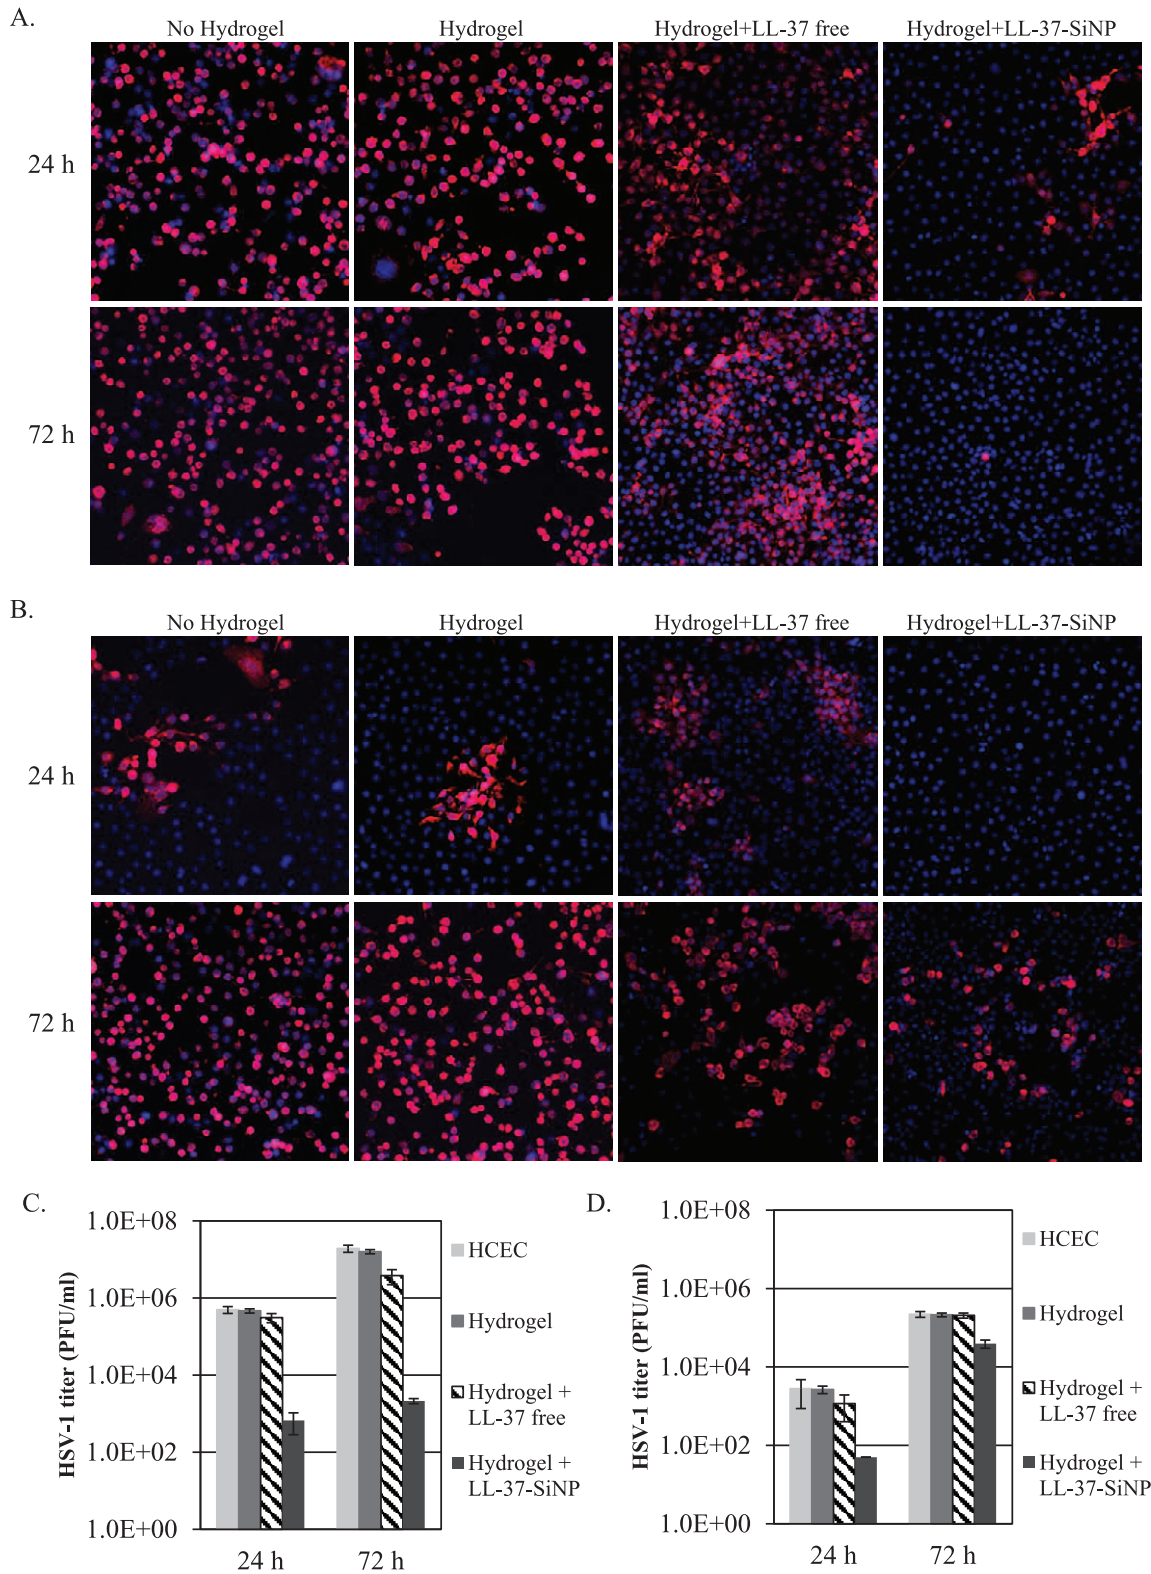 A.
No Hydrogel Hydrogel Hydrogel+LL-37 free Hydrogel+LL-37-SiNP
24 h
72 h
B.
No Hydrogel Hydrogel Hydrogel+LL-37 free Hydrogel+LL-37-SiNP
24 h
72 h
C.
HSV-1 titer (PFU/ml)
1.0E+08
1.0E+06
1.0E+04
1.0E+02
1.0E+00
24 h 72 h
HCEC
Hydrogel
Hydrogel +
LL-37 free
Hydrogel +
LL-37-SiNP
D.
HSV-1 titer (PFU/ml)
1.0E+08
1.0E+06
1.0E+04
1.0E+02
1.0E+00
24 h 72 h
HCEC
Hydrogel
Hydrogel +
LL-37 free
Hydrogel +
LL-37-SiNP